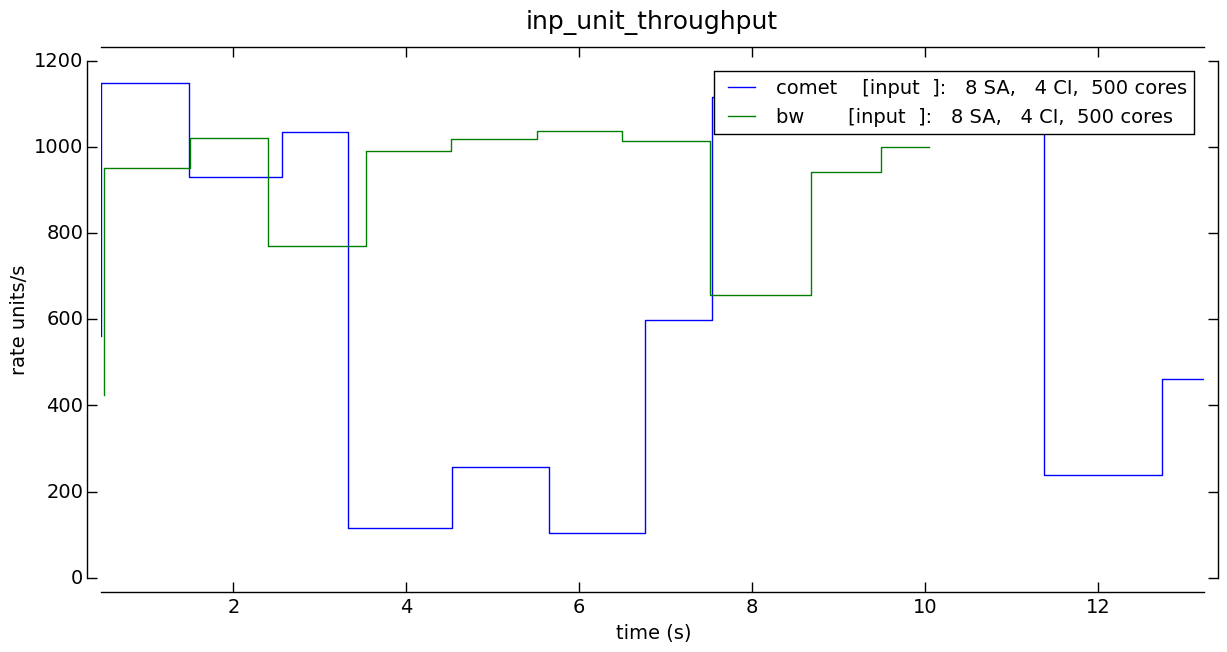 inp_unit_throughput
1200
1000
800
600
400
200
0
rate units/s
comet    [input  ]:   8 SA,   4 CI,  500 cores
bw       [input  ]:   8 SA,   4 CI,  500 cores
2 4 6 8 10 12
time (s)